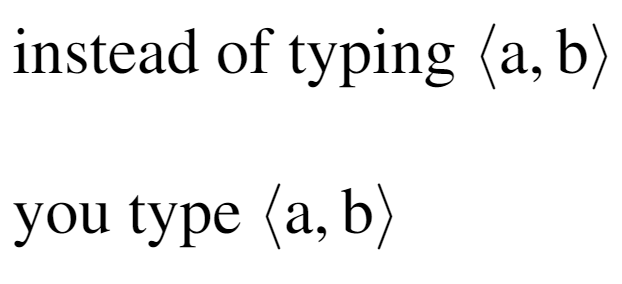 instead of typing ⟨a, b⟩
you type ⟨a, b⟩